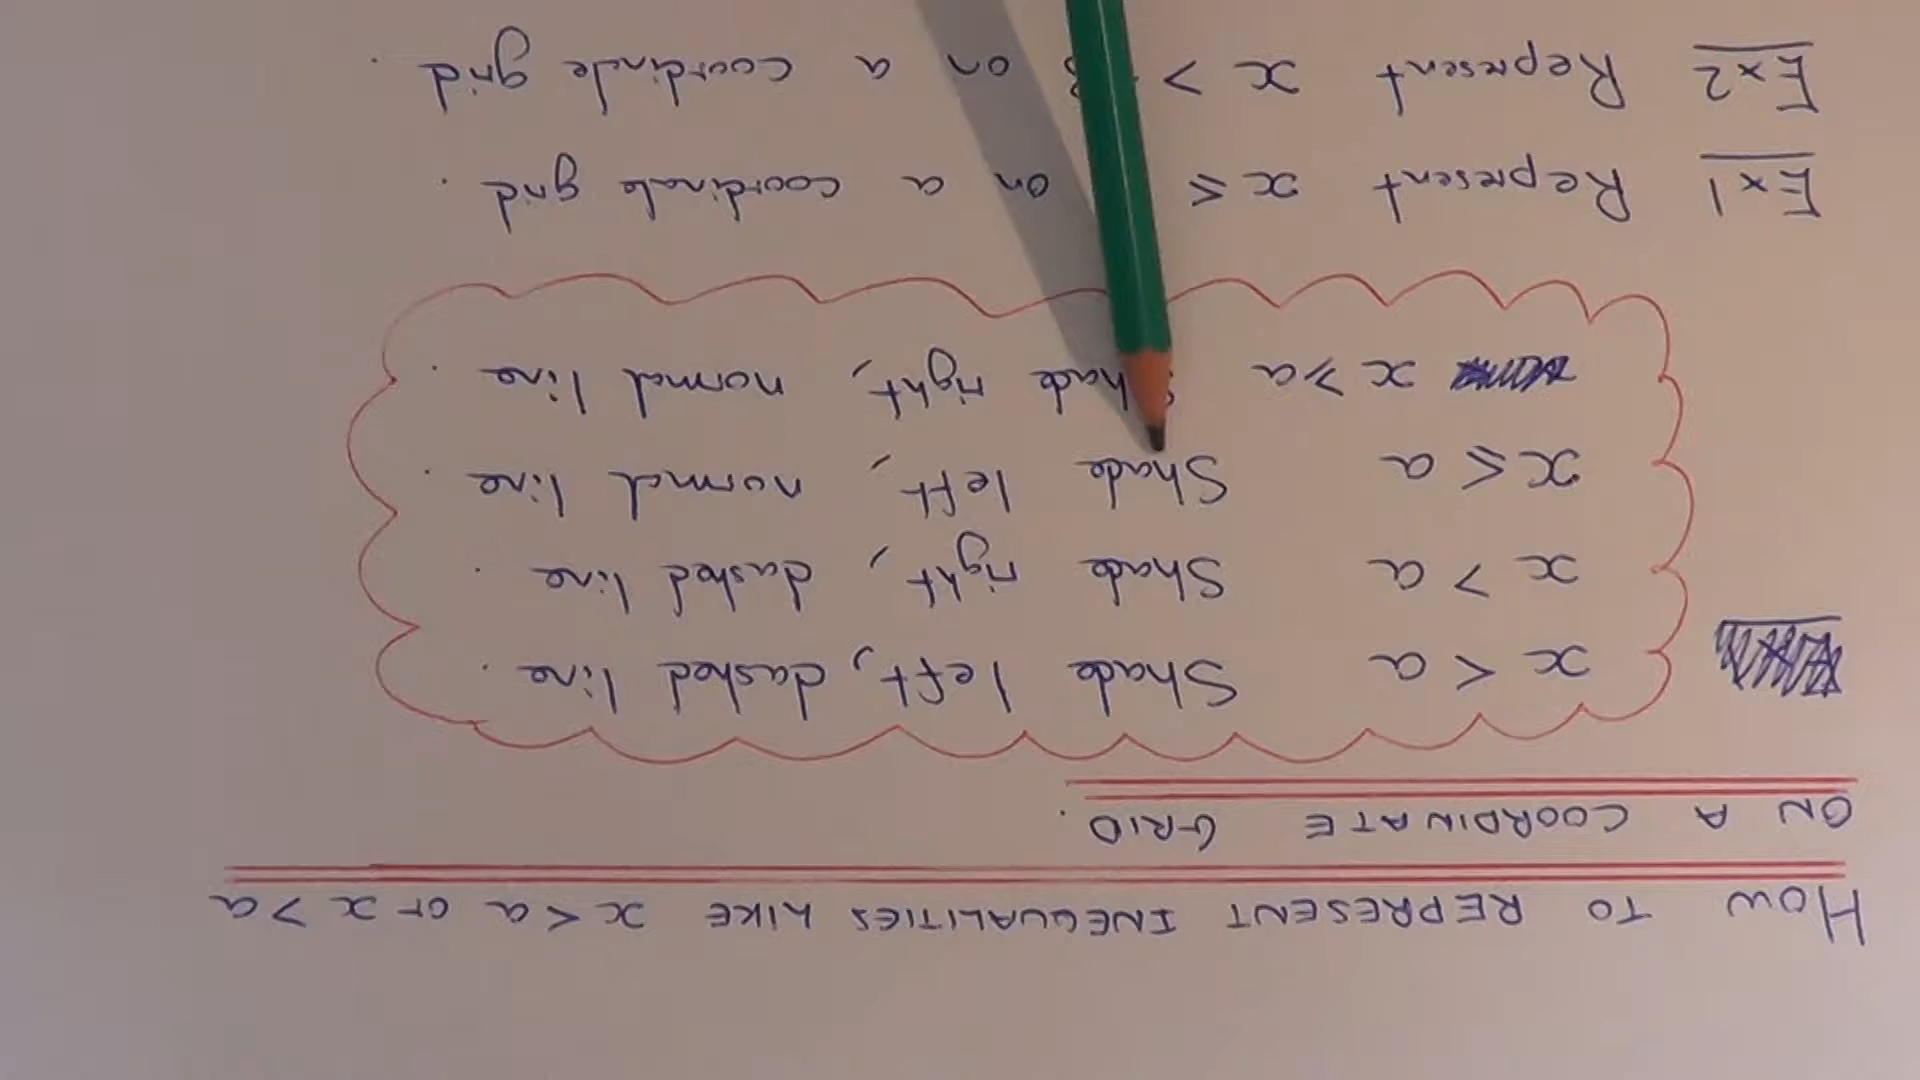 HOW TO REPRESENT INEQUALITIES LIKE x < a or x > a
ON A COORDINATE GRID.
x < a Shade left, dashed line.
x > a Shade right, dashed line.
x ≤ a Shade left, normal line.
x ≥ a Shade right, normal line.
Ex1 Represent x ≤ on a coordinate grid.
Ex2 Represent x > on a coordinate grid.